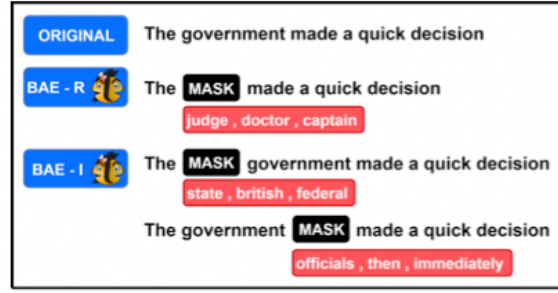 ORIGINAL The government made a quick decision
BAE - R The MASK made a quick decision
judge , doctor , captain
BAE - I The MASK government made a quick decision
state , british , federal
The government MASK made a quick decision
officials , then , immediately